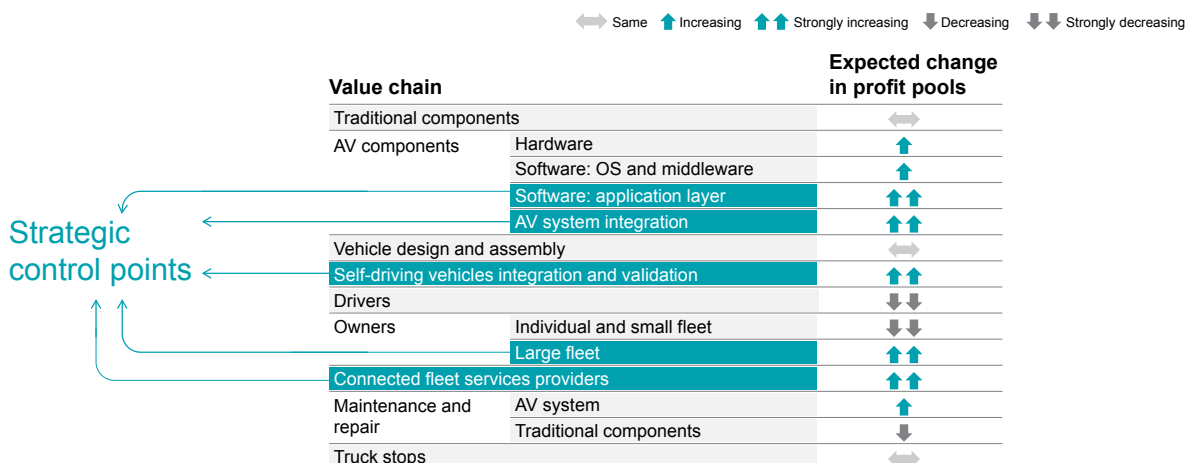 Same Increasing Strongly increasing Decreasing Strongly decreasing
Value chain
Expected change
in profit pools
Traditional components
AV components
Hardware
Software: OS and middleware
Software: application layer
AV system integration
Strategic
control points
Vehicle design and assembly
Self-driving vehicles integration and validation
Drivers
Owners
Individual and small fleet
Large fleet
Connected fleet services providers
Maintenance and
repair
AV system
Traditional components
Truck stops